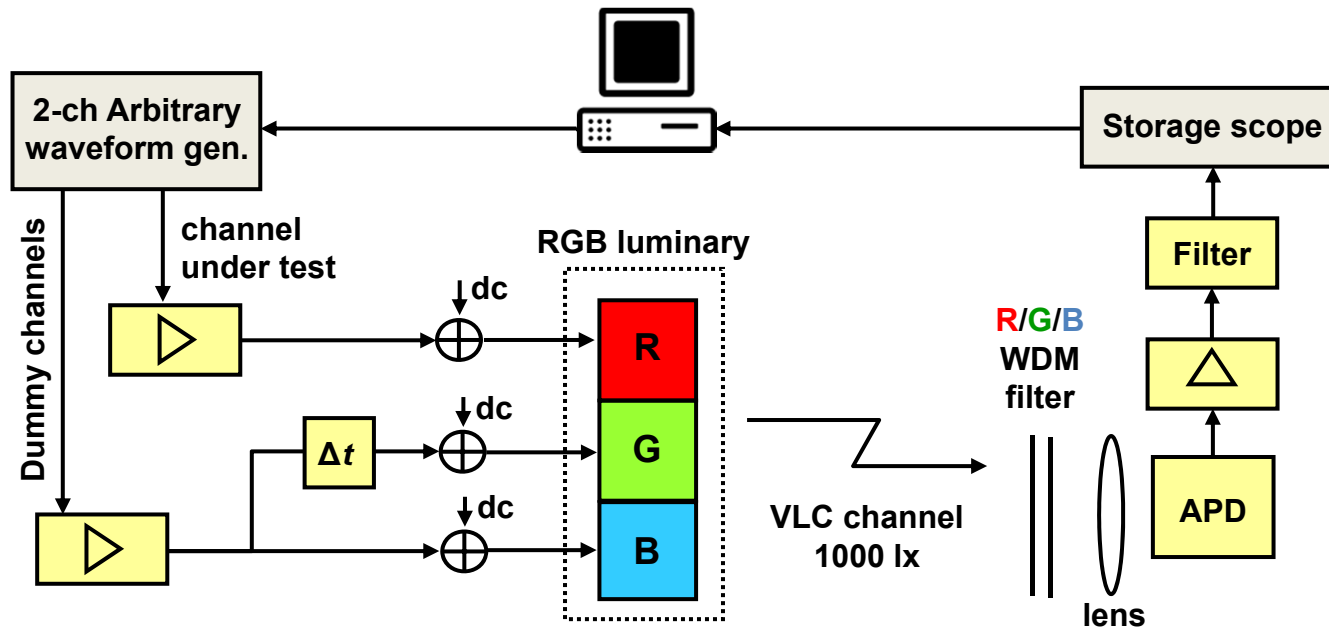 2-ch Arbitrary
waveform gen.
Storage scope
Dummy channels
channel
under test
RGB luminary
Filter
dc
R
R/G/B
WDM
filter
dc
Δt
G
dc
B
VLC channel
1000 lx
APD
lens